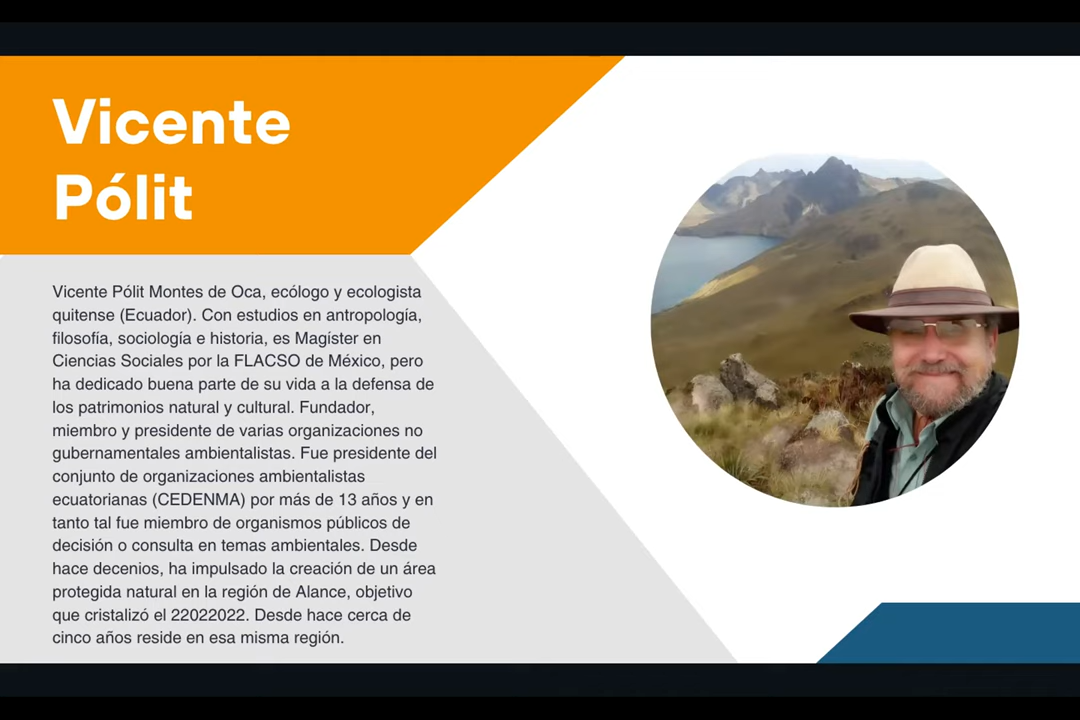 Vicente
Pólit
Vicente Pólit Montes de Oca, ecólogo y ecologista
quitense (Ecuador). Con estudios en antropología,
filosofía, sociología e historia, es Magíster en
Ciencias Sociales por la FLACSO de México, pero
ha dedicado buena parte de su vida a la defensa de
los patrimonios natural y cultural. Fundador,
miembro y presidente de varias organizaciones no
gubernamentales ambientalistas. Fue presidente del
conjunto de organizaciones ambientalistas
ecuatorianas (CEDENMA) por más de 13 años y en
tanto tal fue miembro de organismos públicos de
decisión o consulta en temas ambientales. Desde
hace decenios, ha impulsado la creación de un área
protegida natural en la región de Alance, objetivo
que cristalizó el 22022022. Desde hace cerca de
cinco años reside en esa misma región.